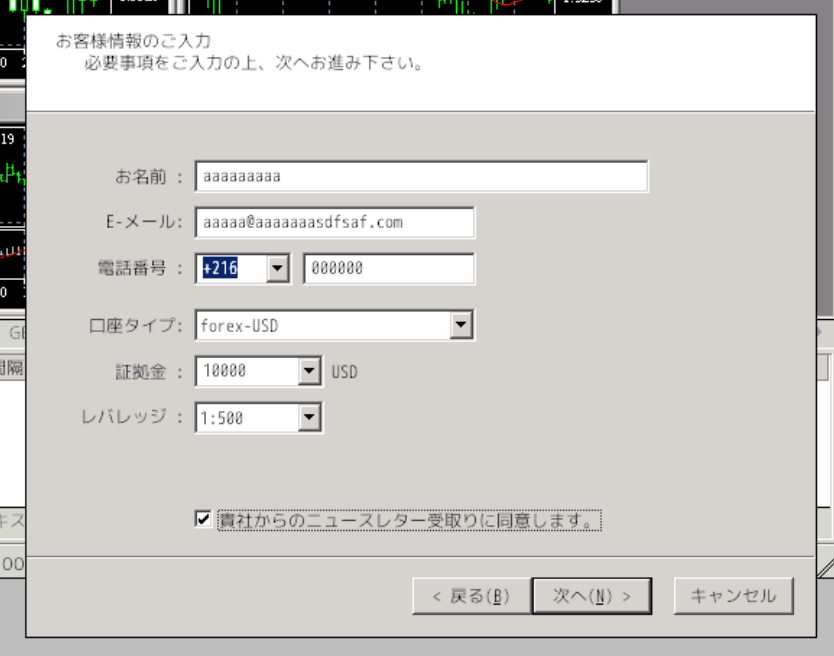 19
お客様情報のご入力
必要事項をご入力の上、次へお進み下さい。
お名前 : aaaaaaaaa
E-メール: aaaaa@aaaaaaasdfsaf.com
電話番号 : +216 000000
口座タイプ: forex-USD
証拠金 : 10000 USD
レバレッジ : 1:500
貴社からのニュースレター受取りに同意します。
< 戻る(B) 次へ(N) > キャンセル